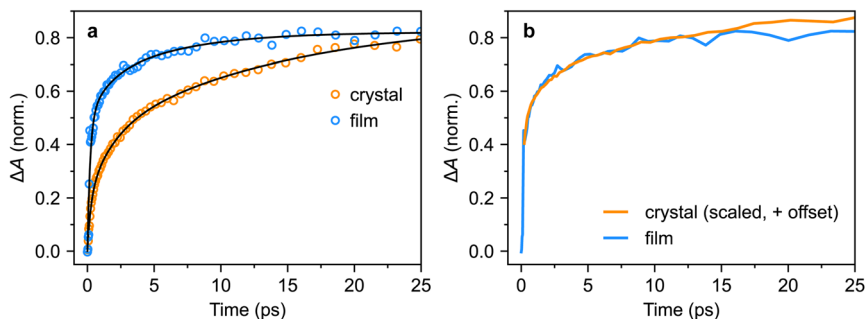 a
0.8
0.6
0.4
0.2
0.0
ΔA (norm.)
crystal
film
0 5 10 15 20 25
Time (ps)
b
0.8
0.6
0.4
0.2
0.0
ΔA (norm.)
crystal (scaled, + offset)
film
0 5 10 15 20 25
Time (ps)